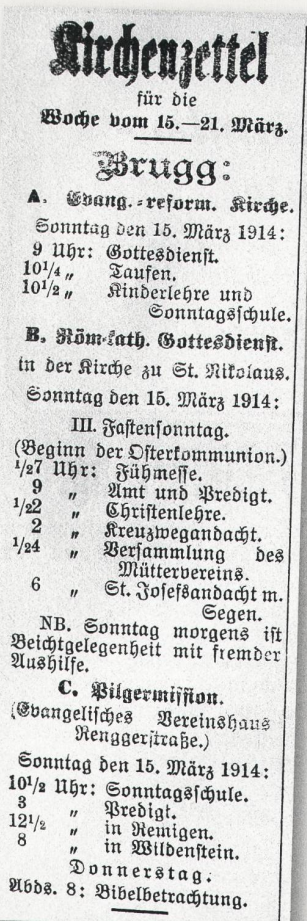 Kirchenzettel
für die
Woche vom 15.—21. März.
Brugg:
A. Evang.-reform. Kirche.
Sonntag den 15. März 1914:
9 Uhr: Gottesdienst.
10¼ „ Taufen.
10½ „ Kinderlehre und
Sonntagsschule.
B. Röm-kath. Gottesdienst.
in der Kirche zu St. Nikolaus.
Sonntag den 15. März 1914:
III. Fastensonntag.
(Beginn der Osterkommunion.)
½7 Uhr: Fühmesse.
9 „ Amt und Predigt.
½2 „ Christenlehre.
2 „ Kreuzwegandacht.
½4 „ Versammlung des
Müttervereins.
6 „ St. Josefsandacht m.
Segen.
NB. Sonntag morgens ist
Beichtgelegenheit mit fremder
Aushilfe.
C. Pilgermission.
(Evangelisches Vereinshaus
Renggerstraße.)
Sonntag den 15. März 1914:
10½ Uhr: Sonntagsschule.
3 „ Predigt.
12½ „ in Remigen.
8 „ in Wildenstein.
Donnerstag.
Abds. 8: Bibelbetrachtung.